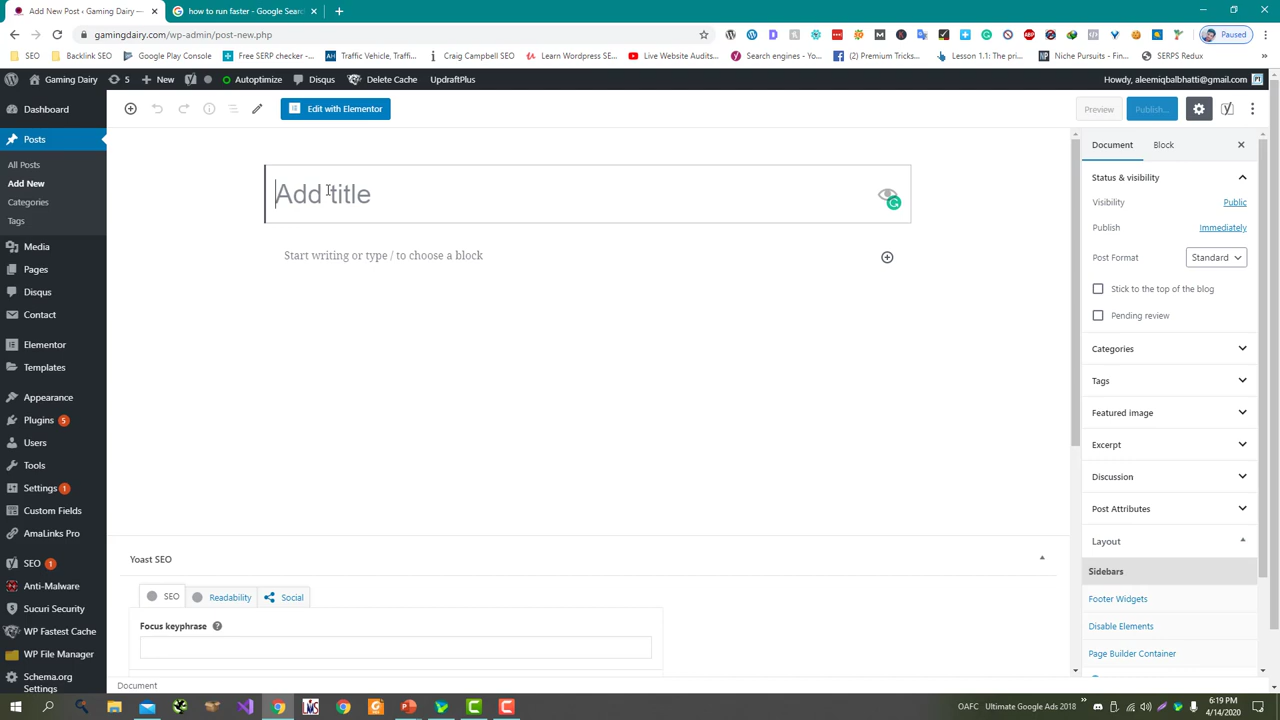 Add New Post ‹ Gaming Dairy —
how to run faster - Google Searc
gamingdairy.com/wp-admin/post-new.php
Paused
SEO
Backlink SEO
Google Play Console
Free SERP checker -...
Traffic Vehicle, Traffi...
Craig Campbell SEO
Learn Wordpress SE...
Live Website Audits...
Search engines -...
(2) Premium Tricks...
Lesson 1.1: The pri...
Niche Pursuits - Fin...
SERPS Redux
Gaming Dairy
5
New
Autoptimize
Disqus
Delete Cache
UpdraftPlus
Howdy, aleemiqbalbhatti@gmail.com
Dashboard
Posts
All Posts
Add New
Categories
Tags
Media
Pages
Disqus
Contact
Elementor
Templates
Appearance
Plugins 5
Users
Tools
Settings 1
Custom Fields
AmaLinks Pro
SEO 1
Anti-Malware
Sucuri Security
WP Fastest Cache
WP File Manager
Schema.org
Settings
Edit with Elementor
Preview
Publish...
Add title
Start writing or type / to choose a block
Yoast SEO
SEO
Readability
Social
Focus keyphrase
Document
Document
Block
Status & visibility
Visibility
Public
Publish
Immediately
Post Format
Standard
Stick to the top of the blog
Pending review
Categories
Tags
Featured image
Excerpt
Discussion
Post Attributes
Layout
Sidebars
Footer Widgets
Disable Elements
Page Builder Container
OAFC
Ultimate Google Ads 2018
6:19 PM
4/14/2020